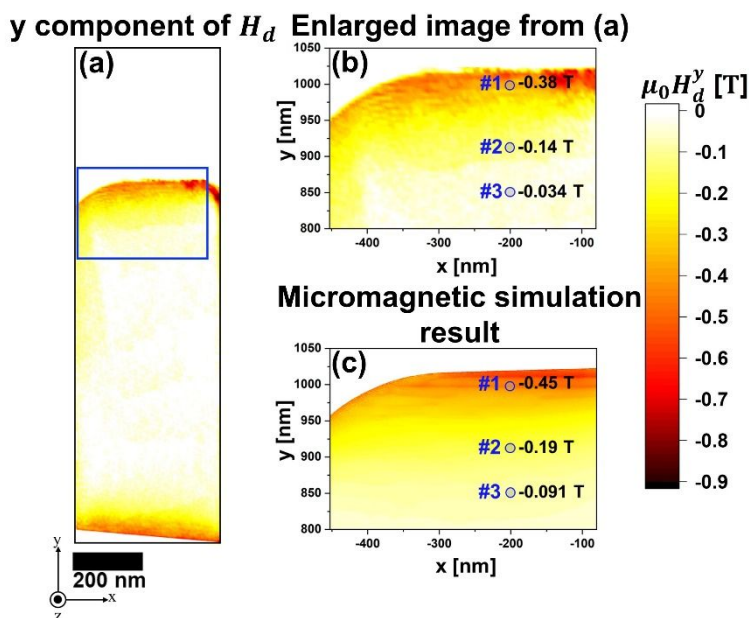 y component of H_d Enlarged image from (a)
(a)
200 nm
y
x
z
(b)
1050
1000
950
900
850
800
y [nm]
#1 -0.38 T
#2 -0.14 T
#3 -0.034 T
-400 -300 -200 -100
x [nm]
Micromagnetic simulation
result
(c)
1050
1000
950
900
850
800
y [nm]
#1 -0.45 T
#2 -0.19 T
#3 -0.091 T
-400 -300 -200 -100
x [nm]
μ₀H_d^y [T]
0
-0.1
-0.2
-0.3
-0.4
-0.5
-0.6
-0.7
-0.8
-0.9